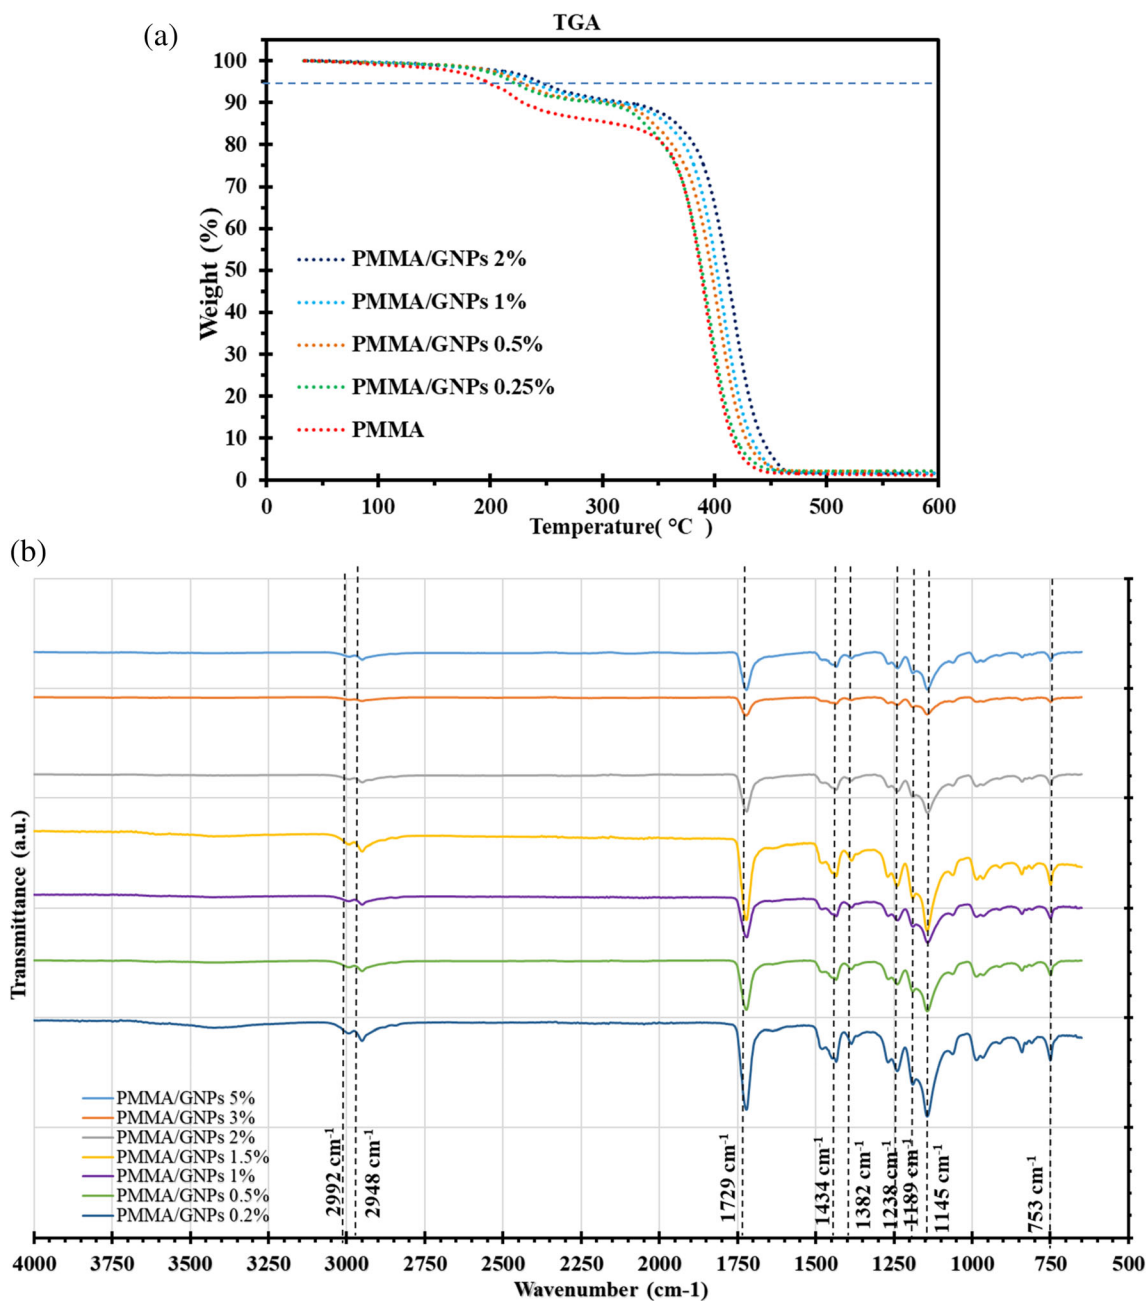 (a)
TGA
100
90
80
70
60
50
40
30
20
10
0
Weight (%)
PMMA/GNPs 2%
PMMA/GNPs 1%
PMMA/GNPs 0.5%
PMMA/GNPs 0.25%
PMMA
0 100 200 300 400 500 600
Temperature( °C )
(b)
Transmittance (a.u.)
PMMA/GNPs 5%
PMMA/GNPs 3%
PMMA/GNPs 2%
PMMA/GNPs 1.5%
PMMA/GNPs 1%
PMMA/GNPs 0.5%
PMMA/GNPs 0.2%
2992 cm⁻¹
2948 cm⁻¹
1729 cm⁻¹
1434 cm⁻¹
1382 cm⁻¹
1238 cm⁻¹
1189 cm⁻¹
1145 cm⁻¹
753 cm⁻¹
4000 3750 3500 3250 3000 2750 2500 2250 2000 1750 1500 1250 1000 750 500
Wavenumber (cm-1)